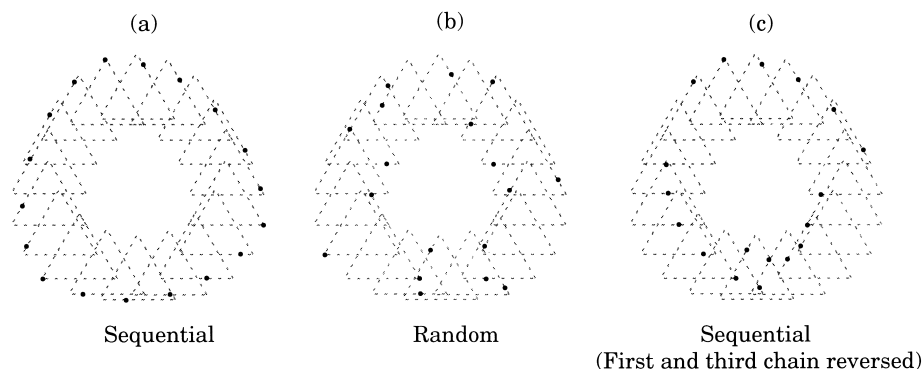 (a)
(b)
(c)
Sequential
Random
Sequential
(First and third chain reversed)